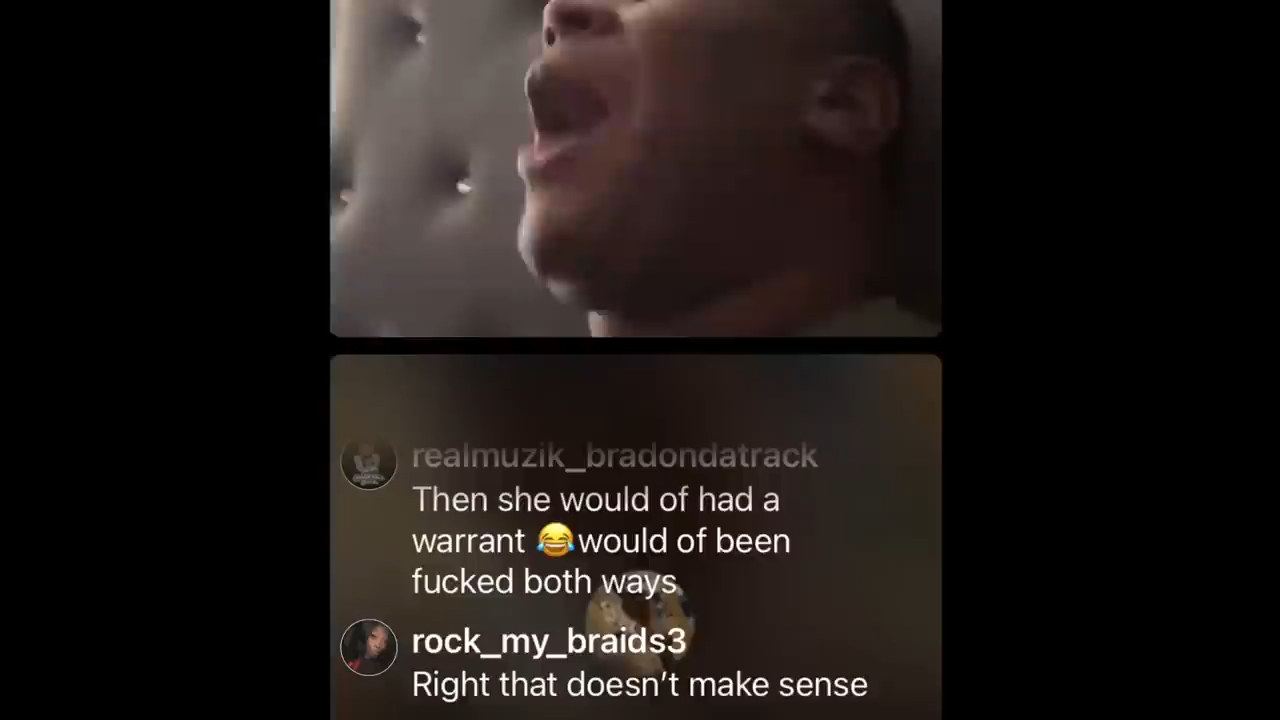 realmuzik_bradondatrack
Then she would of had a
warrant 😂would of been
fucked both ways
rock_my_braids3
Right that doesn’t make sense